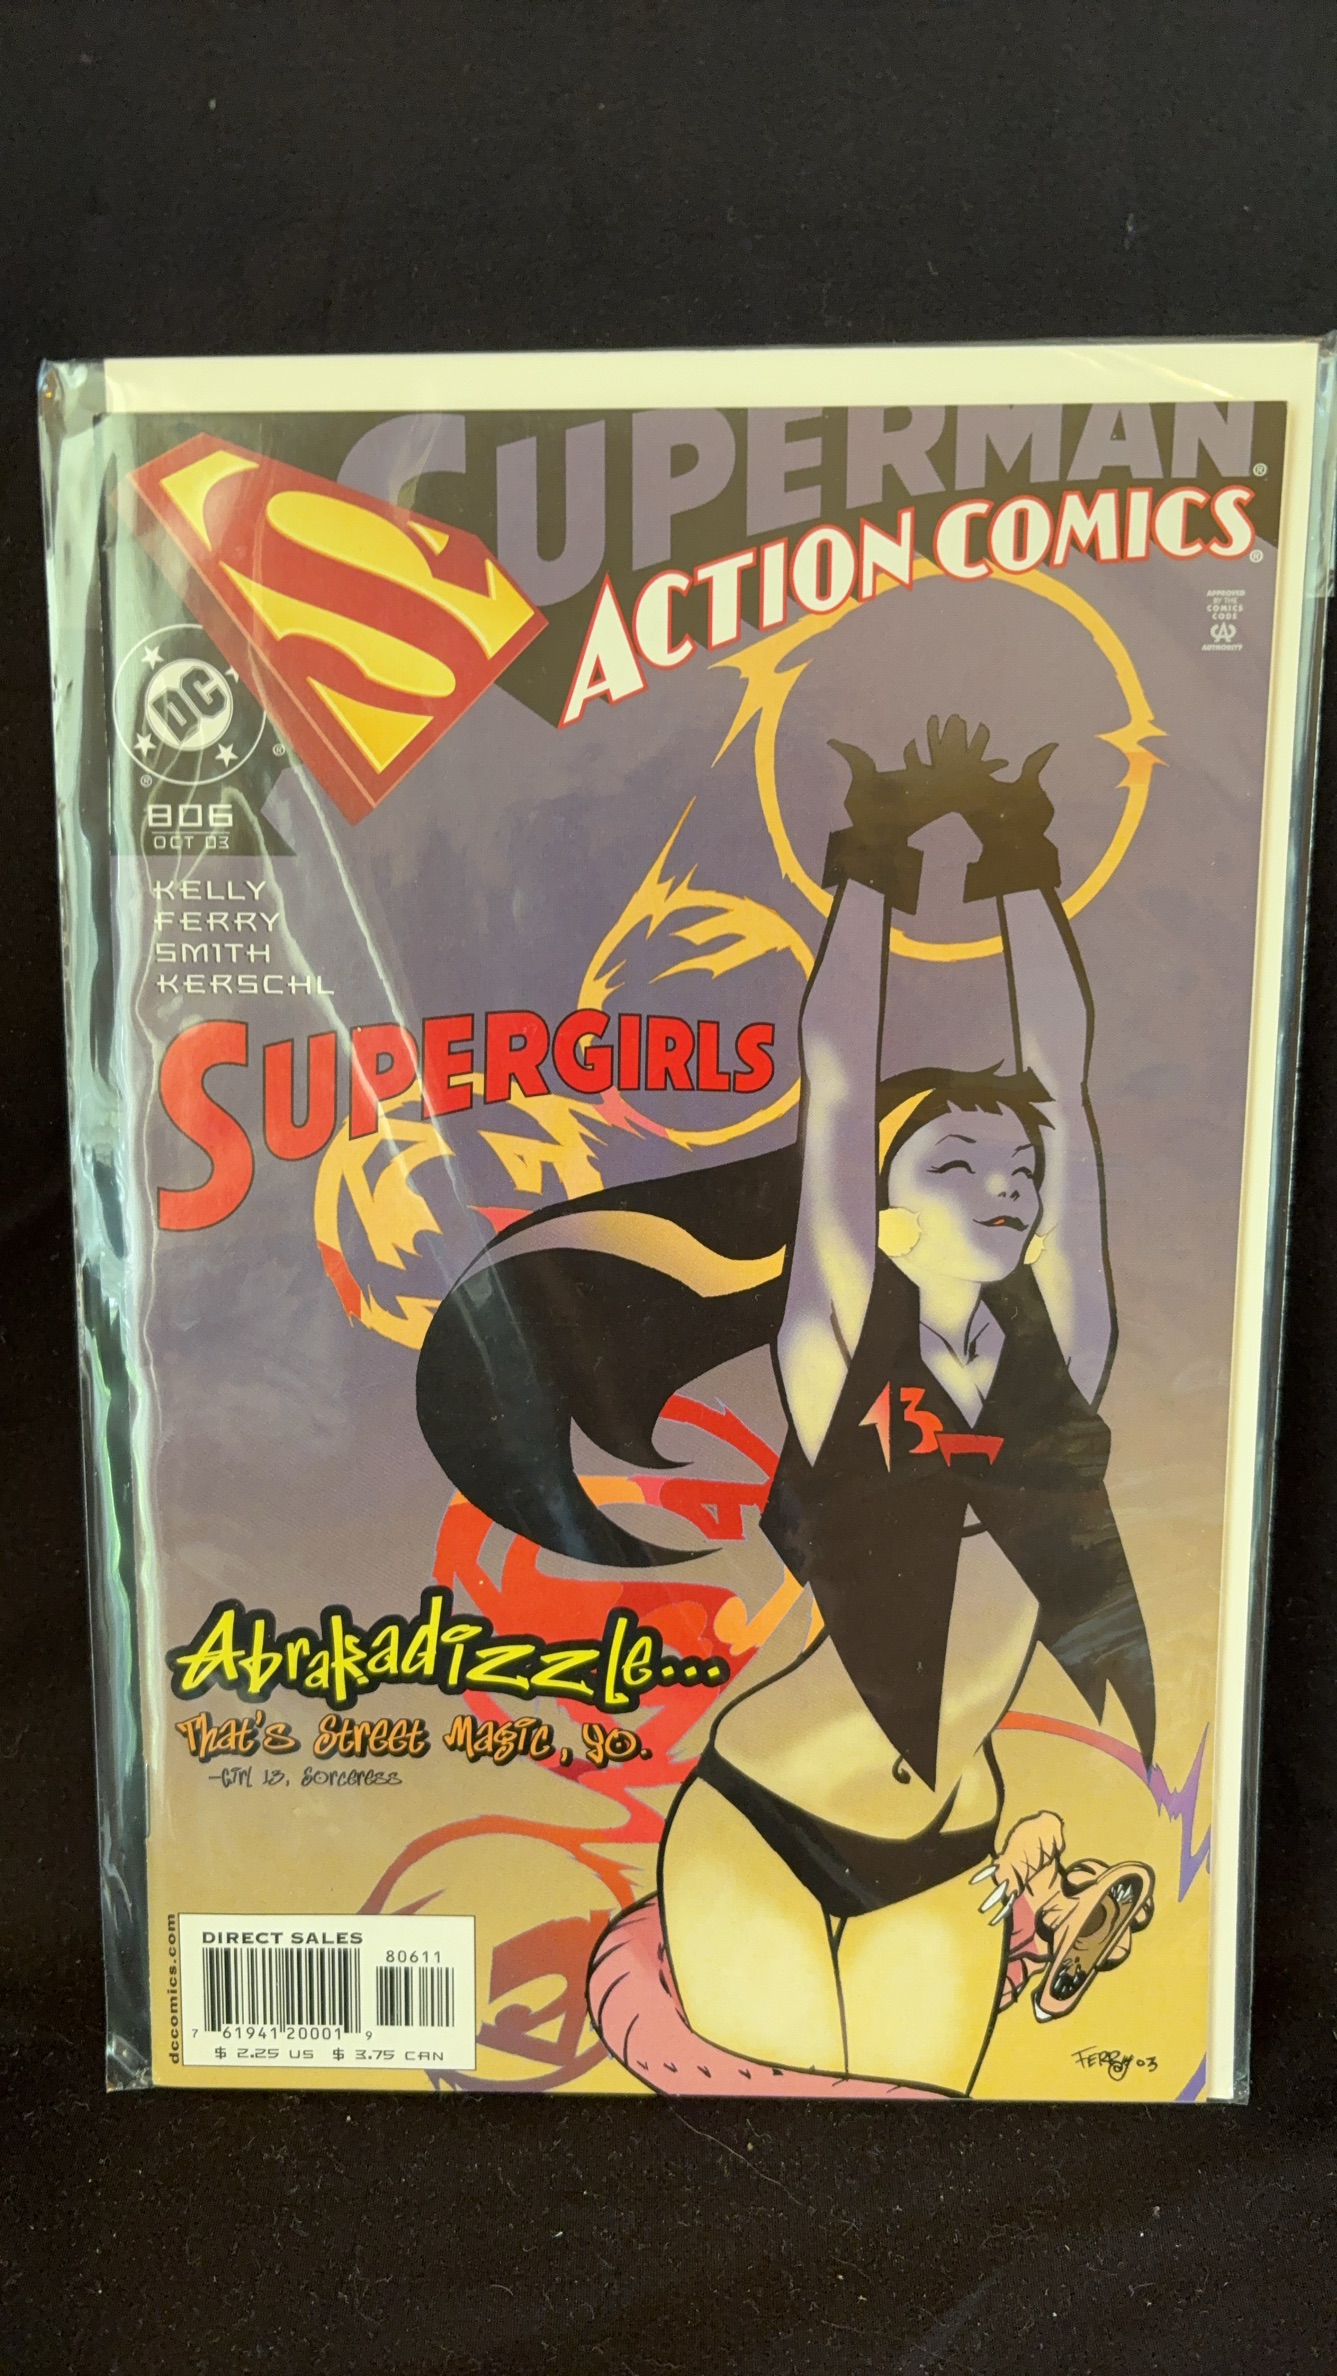 SUPERMAN®
ACTION COMICS®
APPROVED
BY THE
COMICS
CODE
CA
AUTHORITY
S
DC
®
®
806
OCT 03
KELLY
FERRY
SMITH
KERSCHL
SUPERGIRLS
13
Abrakadizzle...
That's Street Magic, yo.
-Girl 13, Sorceress
dccomics.com
DIRECT SALES
80611
7 61941 20001 9
$ 2.25 US $ 3.75 CAN
FERRY 03